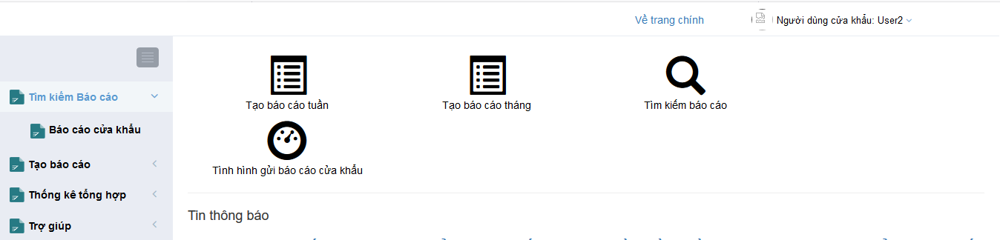 Về trang chính
Người dùng cửa khẩu: User2
Tìm kiếm Báo cáo
Báo cáo cửa khẩu
Tạo báo cáo
Thống kê tổng hợp
Trợ giúp
Tạo báo cáo tuần
Tạo báo cáo tháng
Tìm kiếm báo cáo
Tình hình gửi báo cáo cửa khẩu
Tin thông báo